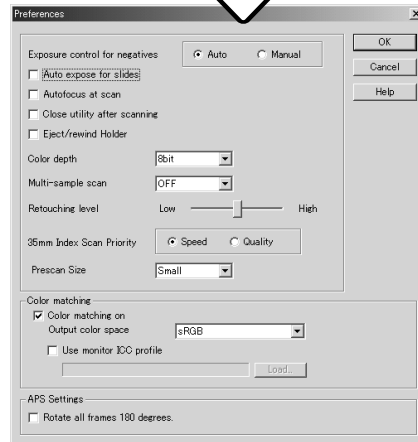 Preferences
Exposure control for negatives Auto Manual
Auto expose for slides
Autofocus at scan
Close utility after scanning
Eject/rewind Holder
Color depth 8bit
Multi-sample scan OFF
Retouching level Low High
35mm Index Scan Priority Speed Quality
Prescan Size Small
OK
Cancel
Help
Color matching
Color matching on
Output color space sRGB
Use monitor ICC profile
Load...
APS Settings
Rotate all frames 180 degrees.